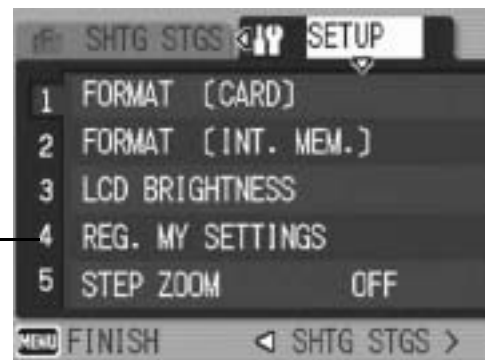 SHTG STGS SETUP
1 FORMAT [CARD]
2 FORMAT [INT. MEM.]
3 LCD BRIGHTNESS
4 REG. MY SETTINGS
5 STEP ZOOM OFF
MENU FINISH ◁ SHTG STGS >